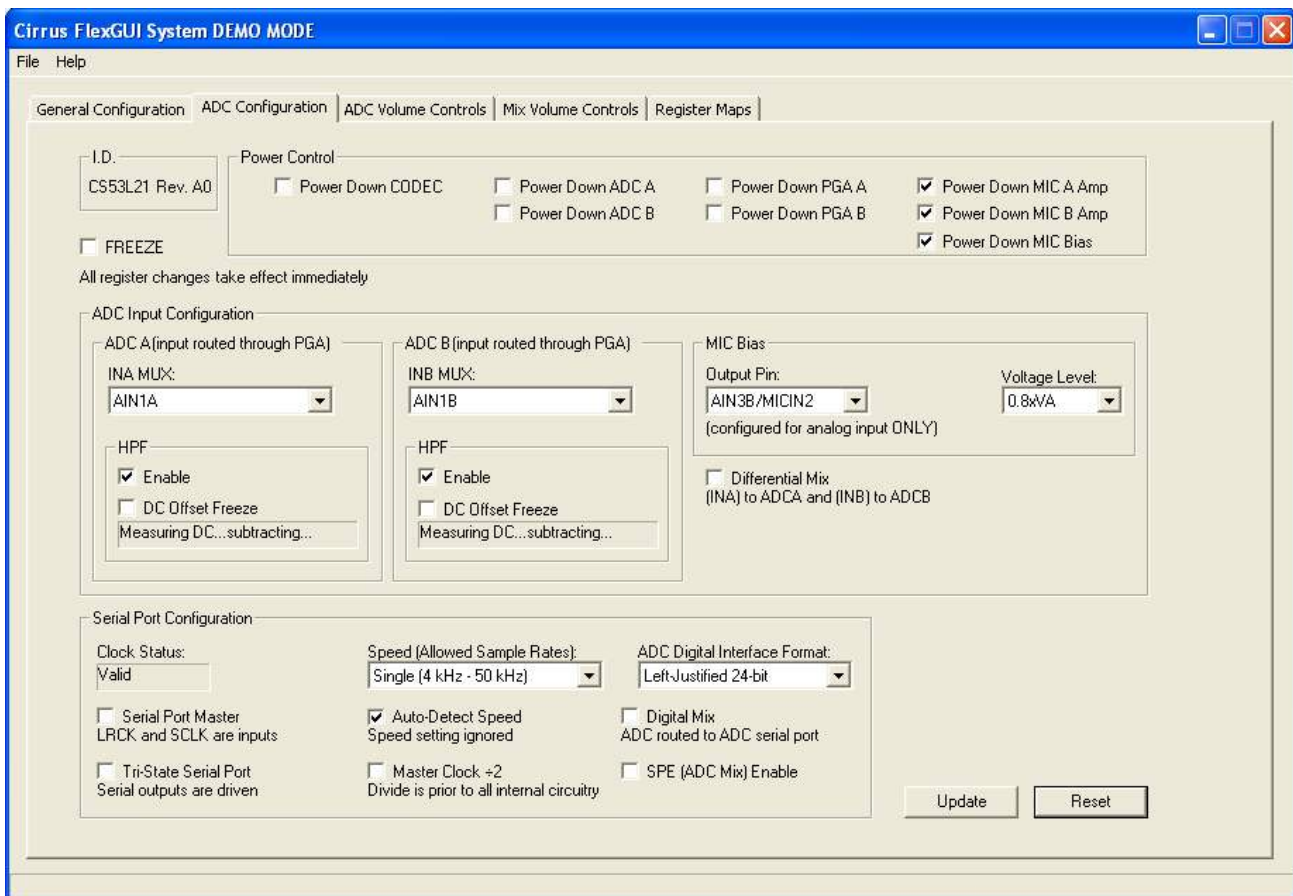 Cirrus FlexGUI System DEMO MODE
File Help
General Configuration ADC Configuration ADC Volume Controls Mix Volume Controls Register Maps
I.D.
CS53L21 Rev. A0
Power Control
Power Down CODEC Power Down ADC A Power Down PGA A Power Down MIC A Amp
Power Down ADC B Power Down PGA B Power Down MIC B Amp
Power Down MIC Bias
FREEZE
All register changes take effect immediately
ADC Input Configuration
ADC A(input routed through PGA)
INA MUX:
AIN1A
HPF
Enable
DC Offset Freeze
Measuring DC...subtracting...
ADC B(input routed through PGA)
INB MUX:
AIN1B
HPF
Enable
DC Offset Freeze
Measuring DC...subtracting...
MIC Bias
Output Pin: Voltage Level:
AIN3B/MICIN2 0.8xVA
(configured for analog input ONLY)
Differential Mix
(INA) to ADCA and (INB) to ADCB
Serial Port Configuration
Clock Status: Speed (Allowed Sample Rates): ADC Digital Interface Format:
Valid Single (4 kHz - 50 kHz) Left-Justified 24-bit
Serial Port Master Auto-Detect Speed Digital Mix
LRCK and SCLK are inputs Speed setting ignored ADC routed to ADC serial port
Tri-State Serial Port Master Clock ÷2 SPE (ADC Mix) Enable
Serial outputs are driven Divide is prior to all internal circuitry
Update Reset